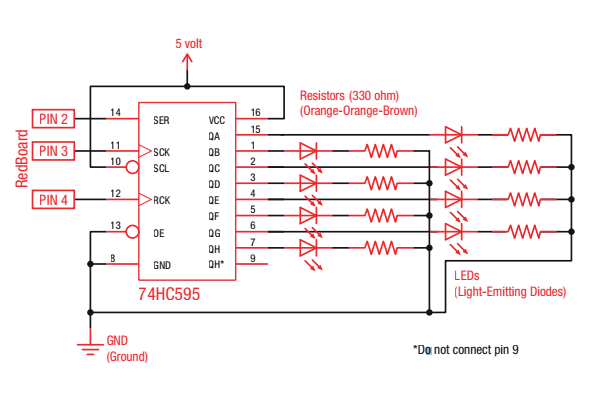 5 volt
Resistors (330 ohm)
(Orange-Orange-Brown)
RedBoard
PIN 2
PIN 3
PIN 4
14
11
10
12
13
8
SER
SCK
SCL
RCK
OE
GND
VCC
QA
QB
QC
QD
QE
QF
QG
QH
QH*
16
15
1
2
3
4
5
6
7
9
74HC595
LEDs
(Light-Emitting Diodes)
GND
(Ground)
*Do not connect pin 9